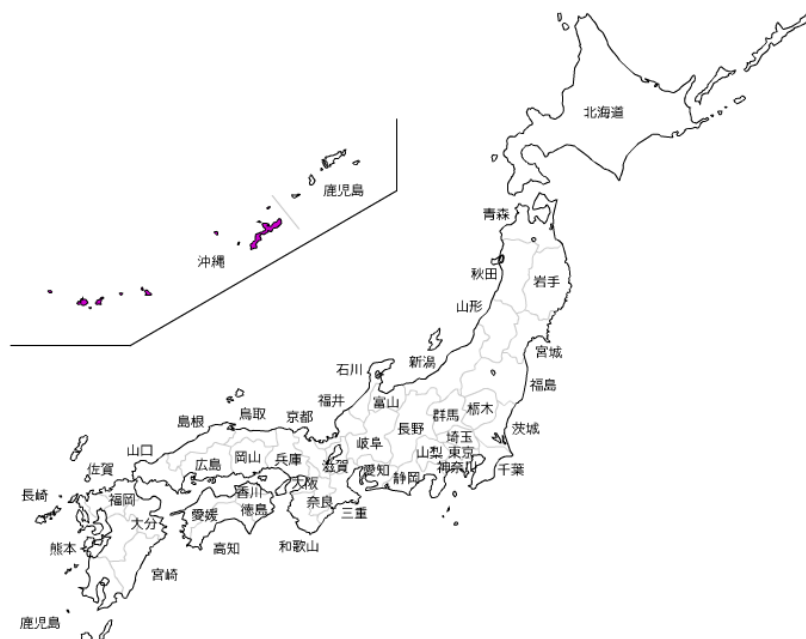 北海道
鹿児島
青森
沖縄
秋田
岩手
山形
宮城
新潟
石川
福島
福井
富山
鳥取
京都
島根
群馬
栃木
長野
茨城
埼玉
岐阜
山口
広島
岡山
兵庫
滋賀
山梨
東京
佐賀
愛知
神奈川
千葉
静岡
大阪
香川
長崎
福岡
奈良
徳島
愛媛
三重
大分
熊本
高知
和歌山
宮崎
鹿児島